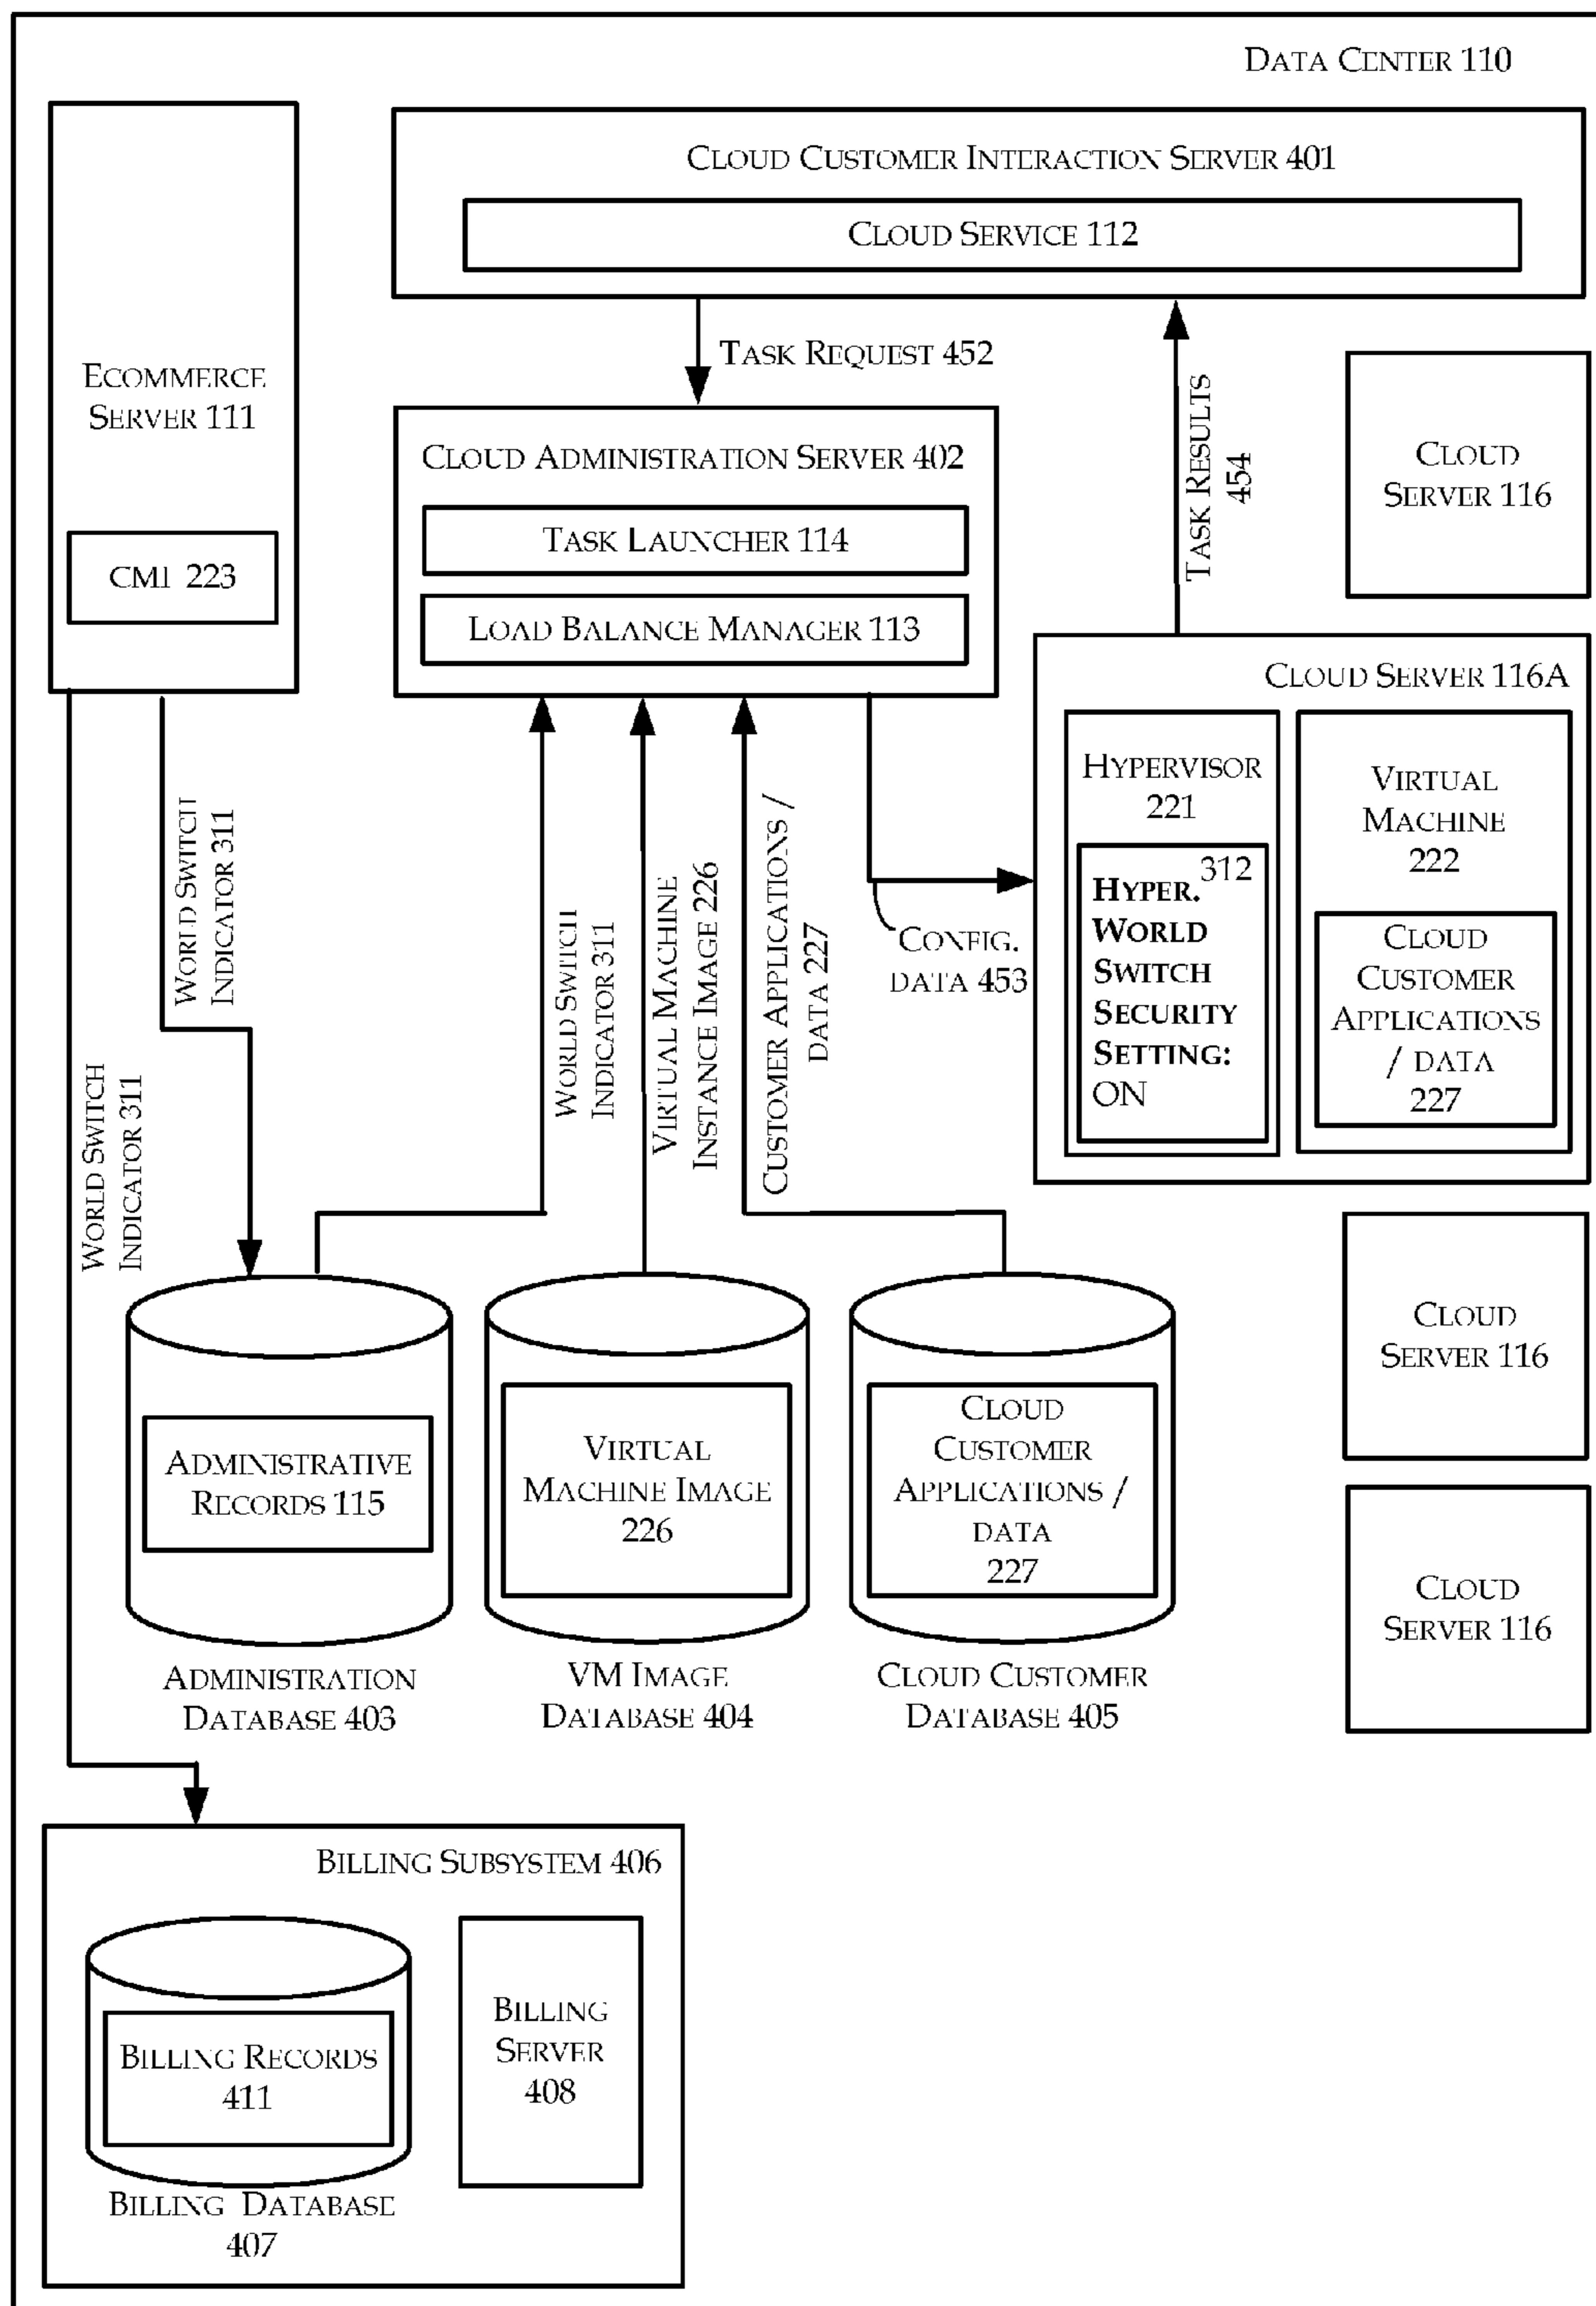 DATA CENTER 110
CLOUD CUSTOMER INTERACTION SERVER 401
CLOUD SERVICE 112
ECOMMERCE
SERVER 111
CMI 223
TASK REQUEST 452
CLOUD ADMINISTRATION SERVER 402
TASK LAUNCHER 114
LOAD BALANCE MANAGER 113
TASK RESULTS
454
CLOUD
SERVER 116
CLOUD SERVER 116A
HYPERVISOR
221
312
HYPER.
WORLD
SWITCH
SECURITY
SETTING:
ON
VIRTUAL
MACHINE
222
CLOUD
CUSTOMER
APPLICATIONS
/ DATA
227
WORLD SWITCH
INDICATOR 311
WORLD SWITCH
INDICATOR 311
WORLD SWITCH
INDICATOR 311
VIRTUAL MACHINE
INSTANCE IMAGE 226
CUSTOMER APPLICATIONS /
DATA 227
CONFIG.
DATA 453
ADMINISTRATIVE
RECORDS 115
ADMINISTRATION
DATABASE 403
VIRTUAL
MACHINE IMAGE
226
VM IMAGE
DATABASE 404
CLOUD
CUSTOMER
APPLICATIONS /
DATA
227
CLOUD CUSTOMER
DATABASE 405
CLOUD
SERVER 116
CLOUD
SERVER 116
BILLING SUBSYSTEM 406
BILLING RECORDS
411
BILLING DATABASE
407
BILLING
SERVER
408